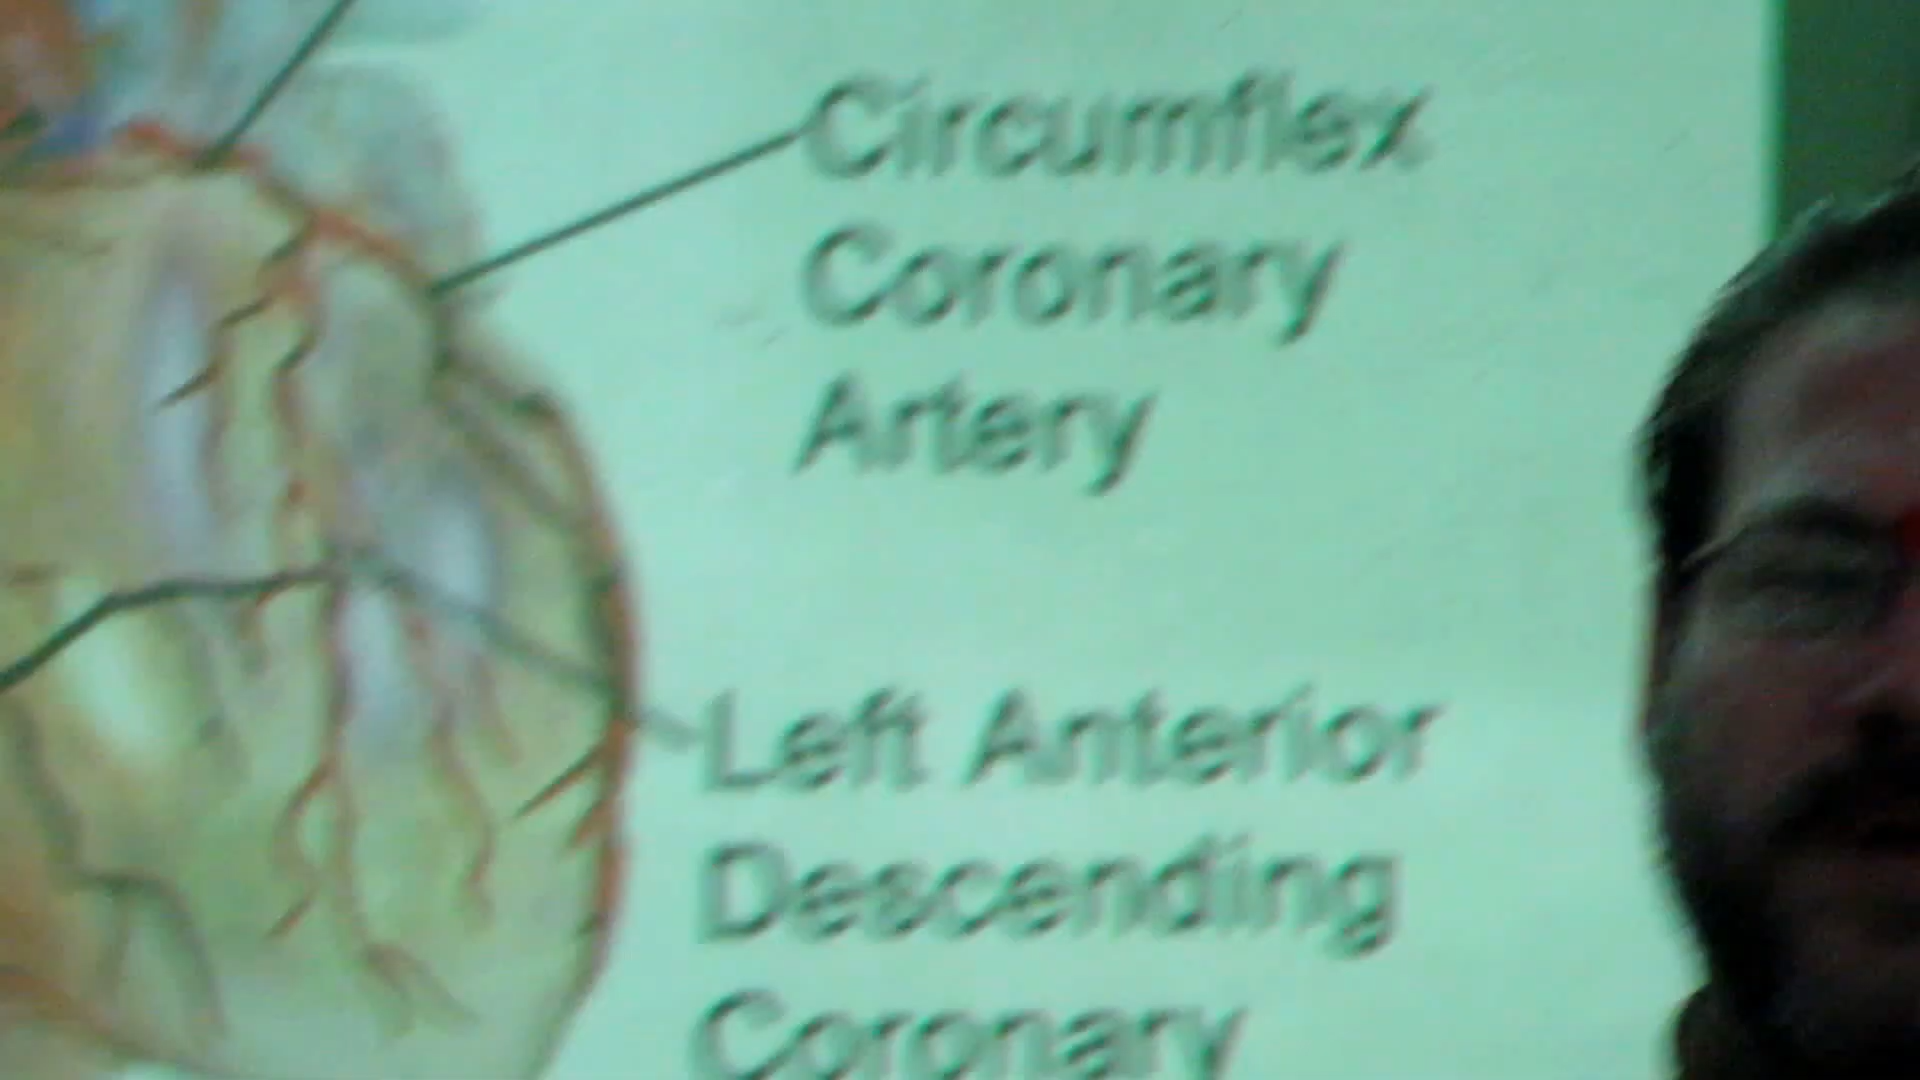 Circumflex
Coronary
Artery
Left Anterior
Descending
Coronary